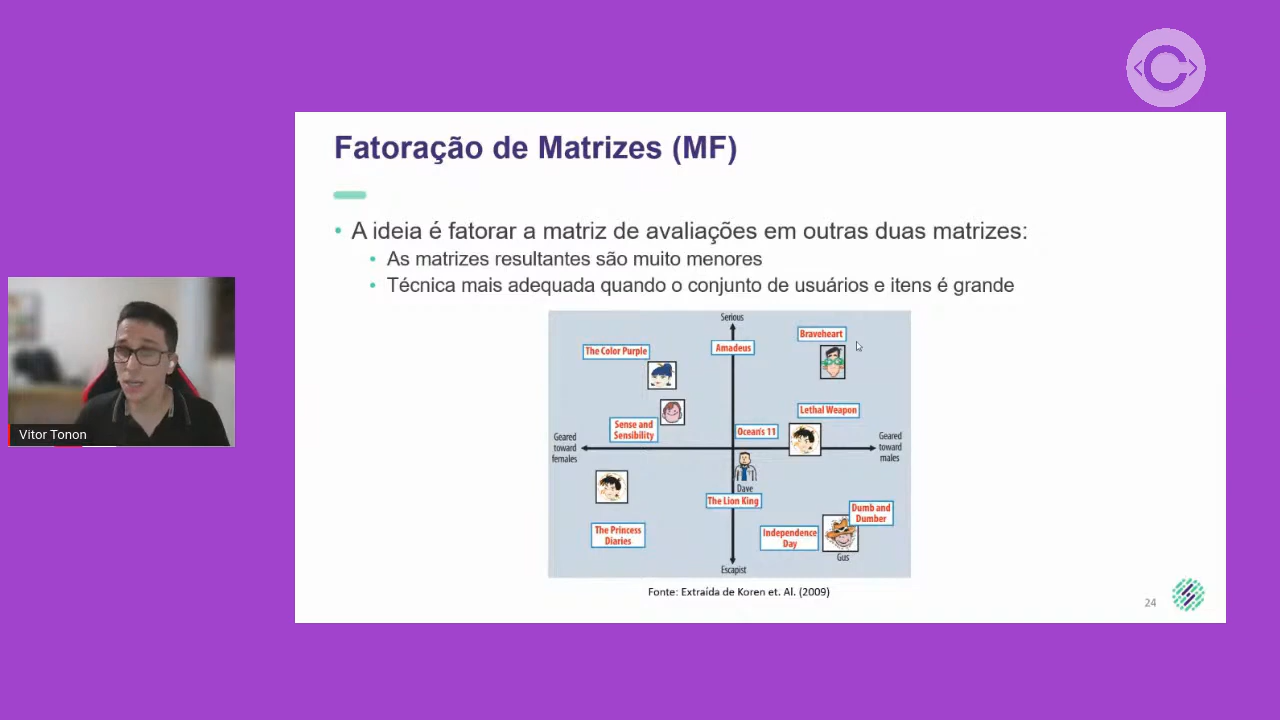 Fatoração de Matrizes (MF)
• A ideia é fatorar a matriz de avaliações em outras duas matrizes:
• As matrizes resultantes são muito menores
• Técnica mais adequada quando o conjunto de usuários e itens é grande
Serious
Braveheart
Amadeus
The Color Purple
Lethal Weapon
Sense and
Sensibility
Ocean's 11
Geared
toward
females
Geared
toward
males
Dave
The Lion King
Dumb and
Dumber
The Princess
Diaries
Independence
Day
Gus
Escapist
Fonte: Extraída de Koren et. Al. (2009)
24
Vitor Tonon